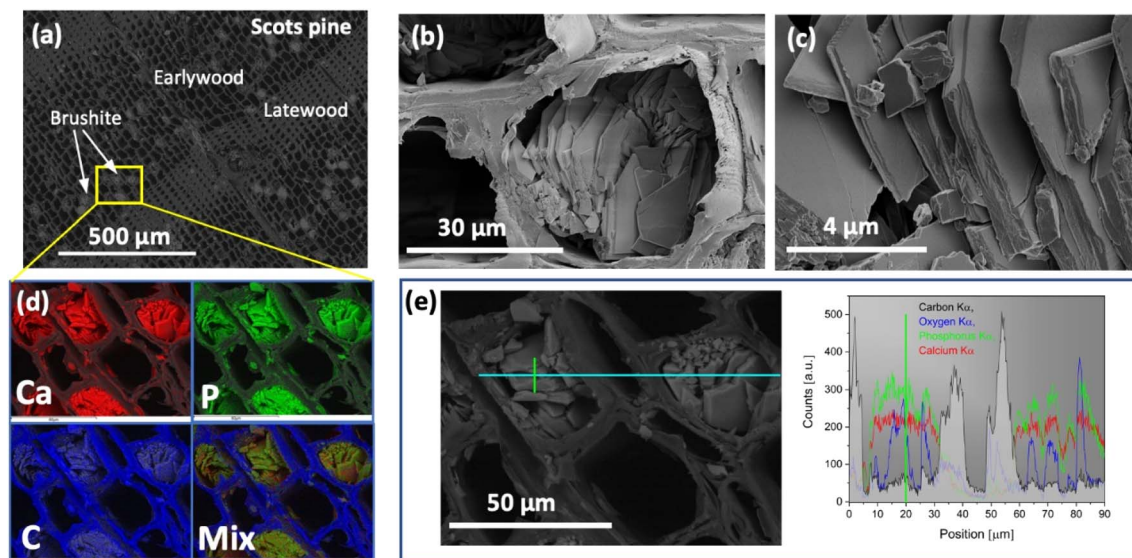 (a)
Scots pine
Earlywood
Latewood
Brushite
500 μm
(b)
30 μm
(c)
4 μm
(d)
Ca
P
C
Mix
(e)
50 μm
Carbon Kα,
Oxygen Kα,
Phosphorus Kα,
Calcium Kα
Counts [a.u.]
500
400
300
200
100
0
0 10 20 30 40 50 60 70 80 90
Position [μm]